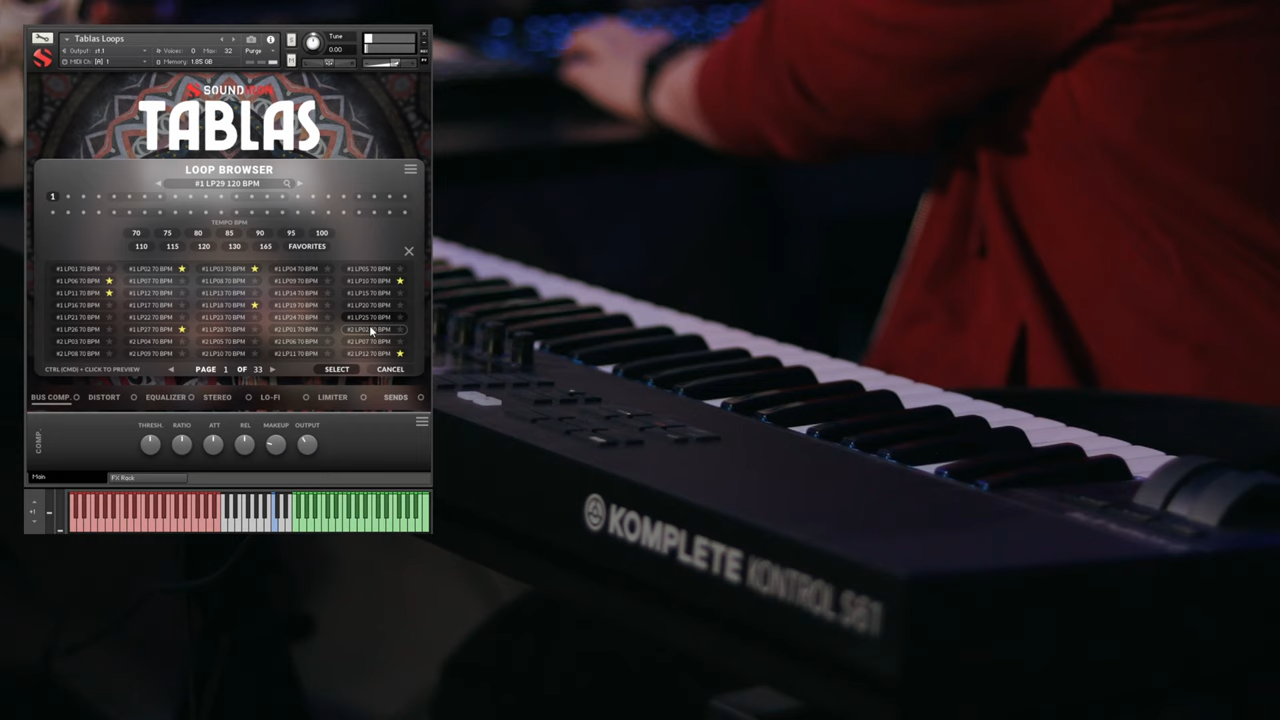 Tablas Loops
Output: st.1 Voices: 0 Max: 32 Purge
MIDI Ch: [A] 1 Memory: 1.85 GB
S
M
Tune
0.00
SOUNDIRON
TABLAS
LOOP BROWSER
#1 LP29 120 BPM
1
TEMPO BPM
70 75 80 85 90 95 100
110 115 120 130 165 FAVORITES
#1 LP01 70 BPM #1 LP02 70 BPM #1 LP03 70 BPM #1 LP04 70 BPM #1 LP05 70 BPM
#1 LP06 70 BPM #1 LP07 70 BPM #1 LP08 70 BPM #1 LP09 70 BPM #1 LP10 70 BPM
#1 LP11 70 BPM #1 LP12 70 BPM #1 LP13 70 BPM #1 LP14 70 BPM #1 LP15 70 BPM
#1 LP16 70 BPM #1 LP17 70 BPM #1 LP18 70 BPM #1 LP19 70 BPM #1 LP20 70 BPM
#1 LP21 70 BPM #1 LP22 70 BPM #1 LP23 70 BPM #1 LP24 70 BPM #1 LP25 70 BPM
#1 LP26 70 BPM #1 LP27 70 BPM #1 LP28 70 BPM #2 LP01 70 BPM #2 LP02 BPM
#2 LP03 70 BPM #2 LP04 70 BPM #2 LP05 70 BPM #2 LP06 70 BPM #2 LP07 70 BPM
#2 LP08 70 BPM #2 LP09 70 BPM #2 LP10 70 BPM #2 LP11 70 BPM #2 LP12 70 BPM
CTRL (CMD) + CLICK TO PREVIEW PAGE 1 OF 33 SELECT CANCEL
BUS COMP. DISTORT EQUALIZER STEREO LO-FI LIMITER SENDS
COMP.
THRESH. RATIO ATT REL MAKEUP OUTPUT
Main FX Rack
+1
KOMPLETE KONTROL S61